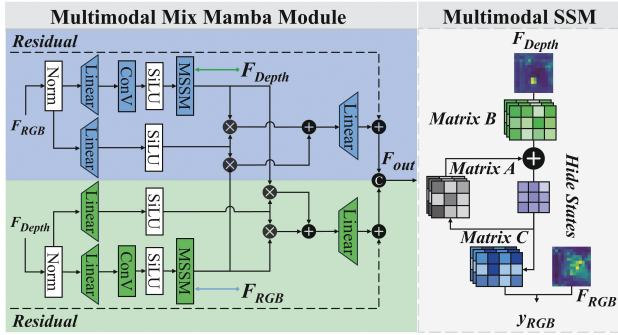 Multimodal Mix Mamba Module
Residual
Norm
Linear
ConV
SiLU
MSSM
F_Depth
F_RGB
Linear
SiLU
Linear
F_out
C
F_Depth
Norm
Linear
SiLU
Linear
ConV
SiLU
MSSM
Linear
F_RGB
Residual
Multimodal SSM
F_Depth
Matrix B
Matrix A
Hide States
Matrix C
F_RGB
y_RGB